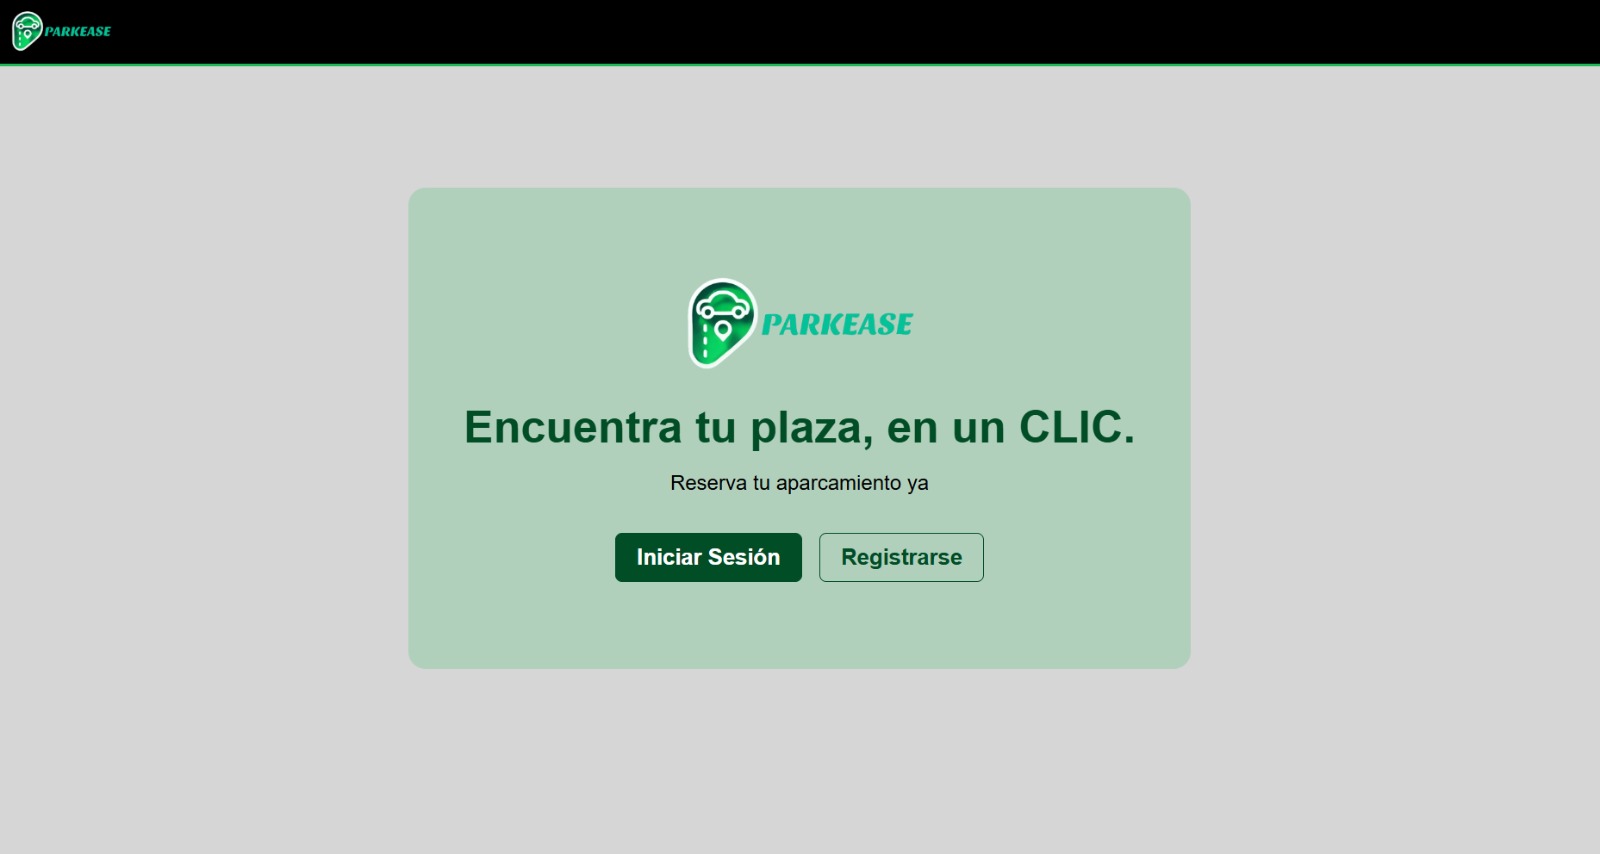 PARKEASE
PARKEASE
Encuentra tu plaza, en un CLIC.
Reserva tu aparcamiento ya
Iniciar Sesión
Registrarse